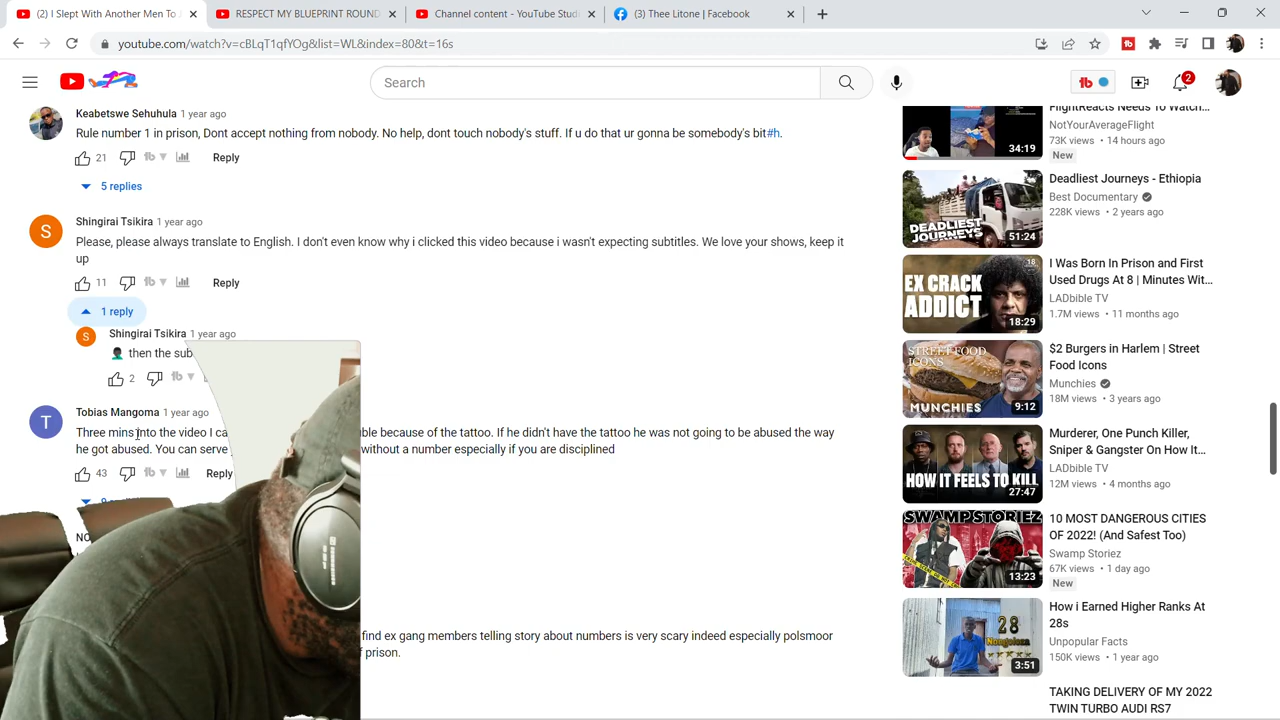 (2) I Slept With Another Men To
RESPECT MY BLUEPRINT ROUND
Channel content - YouTube Studi
(3) Thee Litone | Facebook
youtube.com/watch?v=cBLqT1qfYOg&list=WL&index=80&t=16s
Search
2
Keabetswe Sehuhula 1 year ago
Rule number 1 in prison, Dont accept nothing from nobody. No help, dont touch nobody's stuff. If u do that ur gonna be somebody's bit#h.
21
Reply
5 replies
S
Shingirai Tsikira 1 year ago
Please, please always translate to English. I don't even know why i clicked this video because i wasn't expecting subtitles. We love your shows, keep it
up
11
Reply
1 reply
S
Shingirai Tsikira 1 year ago
then the sub
2
T
Tobias Mangoma 1 year ago
Three mins into the video I ca
because of the tattoo. If he didn't have the tattoo he was not going to be abused the way
he got abused. You can serve
without a number especially if you are disciplined
43
Reply
NO
find ex gang members telling story about numbers is very scary indeed especially polsmoor
prison.
FlightReacts Needs To Watch...
NotYourAverageFlight
73K views • 14 hours ago
New
34:19
Deadliest Journeys - Ethiopia
Best Documentary
228K views • 2 years ago
DEADLIEST
JOURNEYS
51:24
I Was Born In Prison and First
Used Drugs At 8 | Minutes Wit...
LADbible TV
1.7M views • 11 months ago
EX CRACK
ADDICT
18
18:29
$2 Burgers in Harlem | Street
Food Icons
Munchies
18M views • 3 years ago
STREET FOOD
ICONS
MUNCHIES
9:12
Murderer, One Punch Killer,
Sniper & Gangster On How It...
LADbible TV
12M views • 4 months ago
HOW IT FEELS TO KILL
27:47
10 MOST DANGEROUS CITIES
OF 2022! (And Safest Too)
Swamp Storiez
67K views • 1 day ago
New
SWAMP STORIEZ
13:23
How i Earned Higher Ranks At
28s
Unpopular Facts
150K views • 1 year ago
28
3:51
TAKING DELIVERY OF MY 2022
TWIN TURBO AUDI RS7